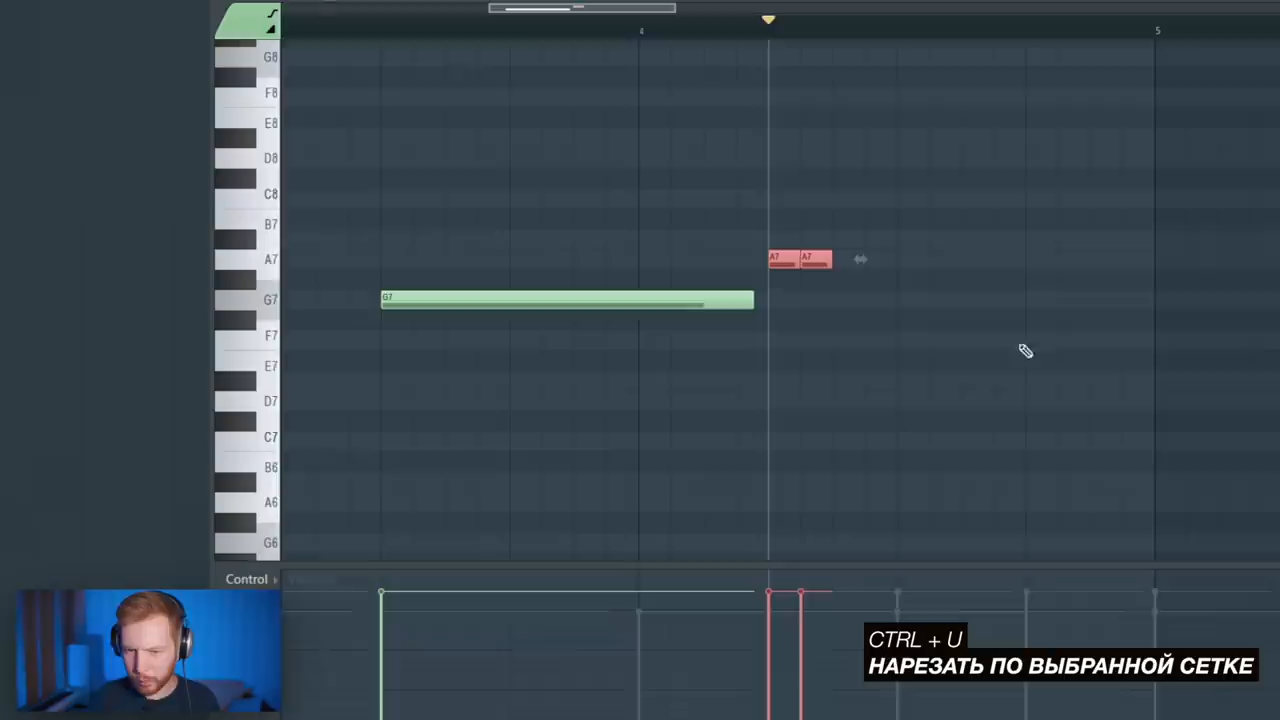 4
5
G8
F8
E8
D8
C8
B7
A7
A7 A7
G7
G7
F7
E7
D7
C7
B6
A6
G6
Control
CTRL + U
НАРЕЗАТЬ ПО ВЫБРАННОЙ СЕТКЕ